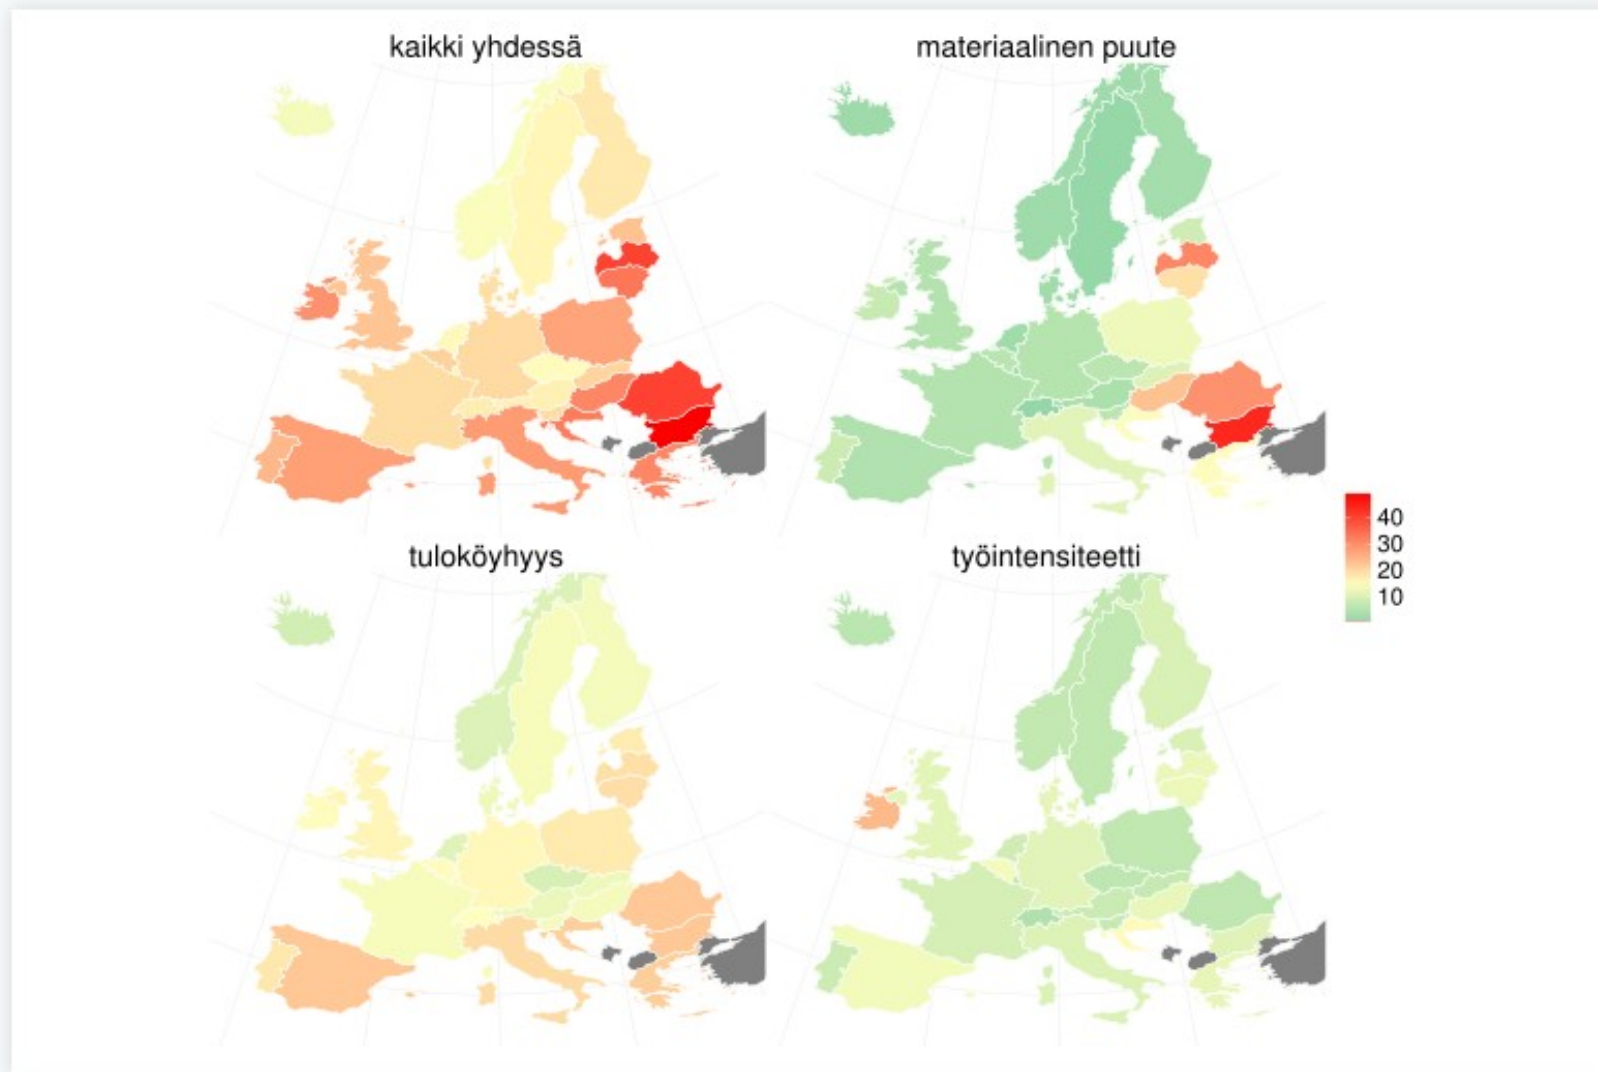 kaikki yhdessä
materiaalinen puute
tuloköyhyys
työintensiteetti
40
30
20
10